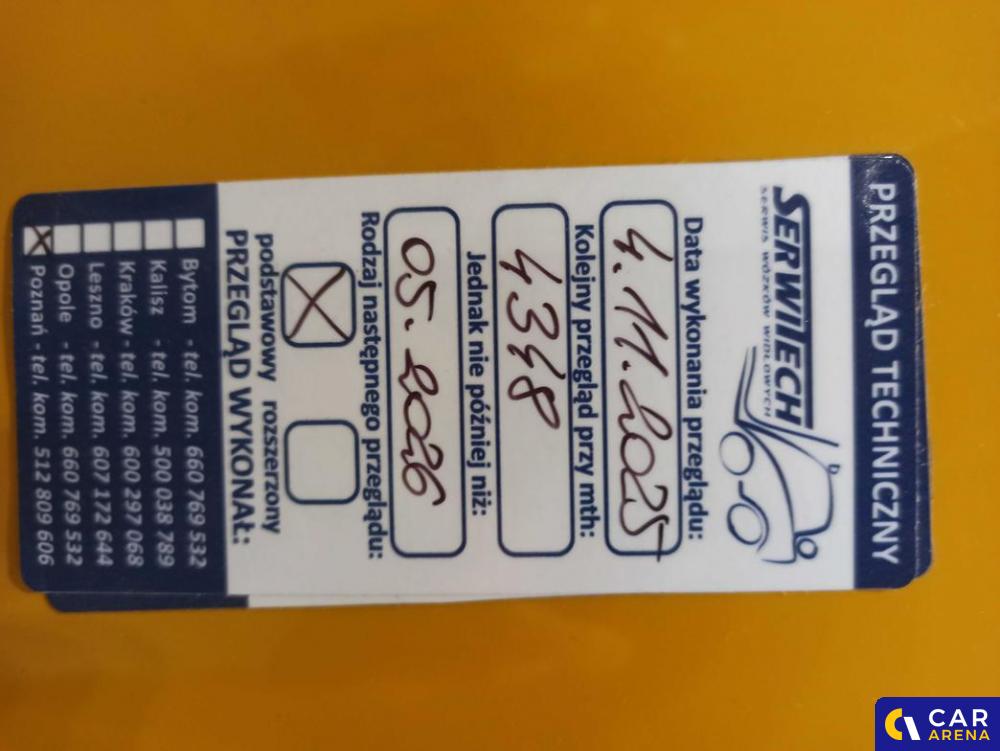 PRZEGLĄD TECHNICZNY
SERWIECH
SERWIS WÓZKÓW WIDŁOWYCH
Data wykonania przeglądu:
4.11.2025
Kolejny przegląd przy mth:
4348
Jednak nie później niż:
05.2026
Rodzaj następnego przeglądu:
X
podstawowy rozszerzony
PRZEGLĄD WYKONAŁ:
Bytom - tel. kom. 660 769 532
Kalisz - tel. kom. 500 038 789
Kraków - tel. kom. 600 297 068
Leszno - tel. kom. 607 172 644
Opole - tel. kom. 660 769 532
X Poznań - tel. kom. 512 809 606
CAR
ARENA